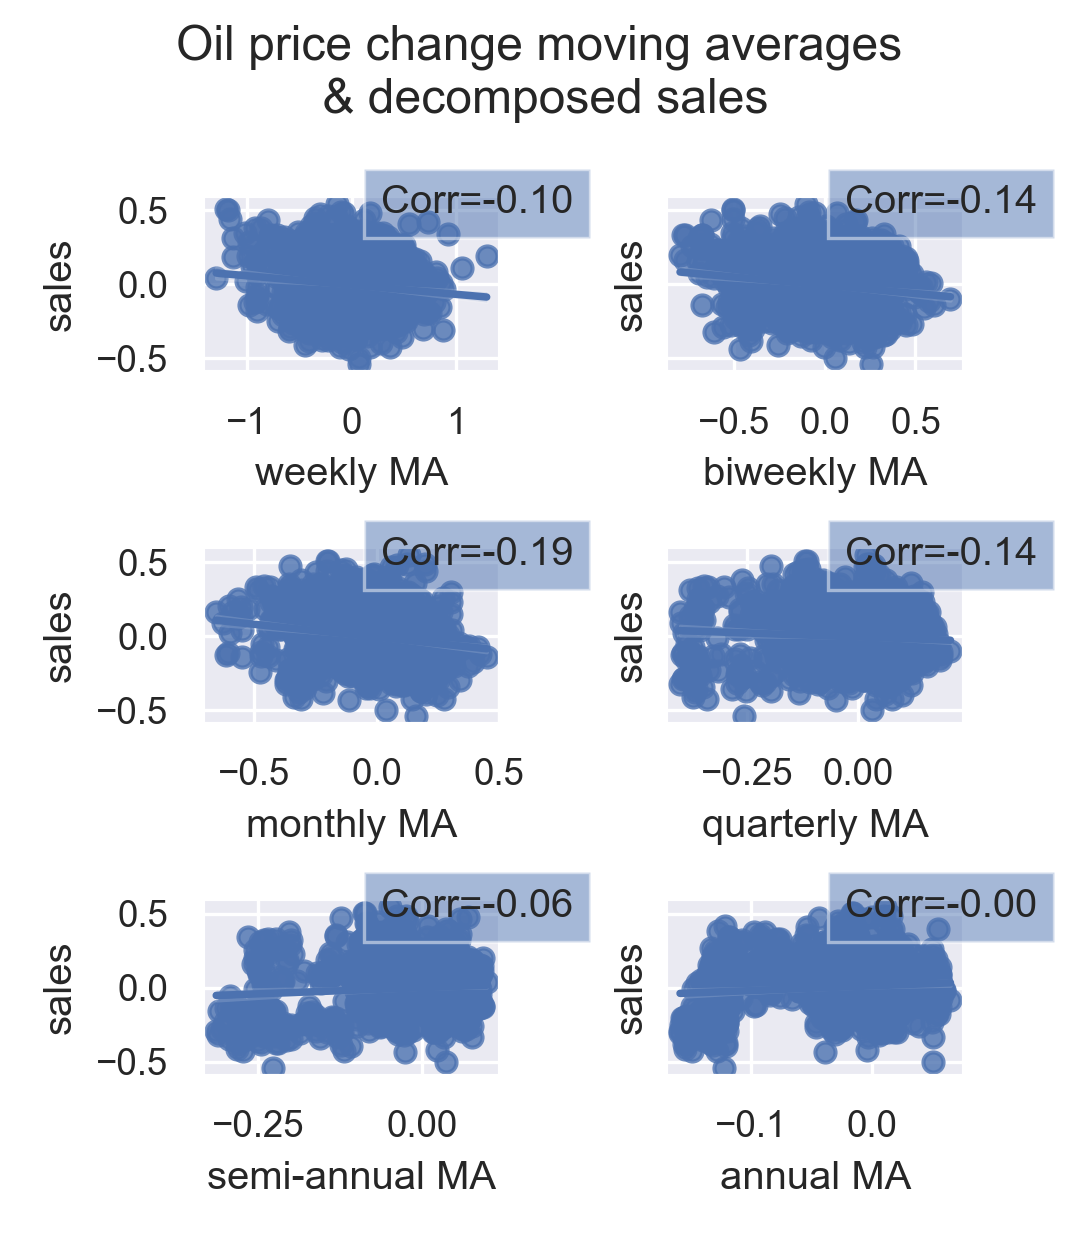 Oil price change moving averages
& decomposed sales
Corr=-0.10
Corr=-0.14
0.5
0.0
−0.5
sales
sales
−1 0 1
−0.5 0.0 0.5
weekly MA
biweekly MA
Corr=-0.19
Corr=-0.14
0.5
0.0
−0.5
sales
sales
−0.5 0.0 0.5
−0.25 0.00
monthly MA
quarterly MA
Corr=-0.06
Corr=-0.00
0.5
0.0
−0.5
sales
sales
−0.25 0.00
−0.1 0.0
semi-annual MA
annual MA